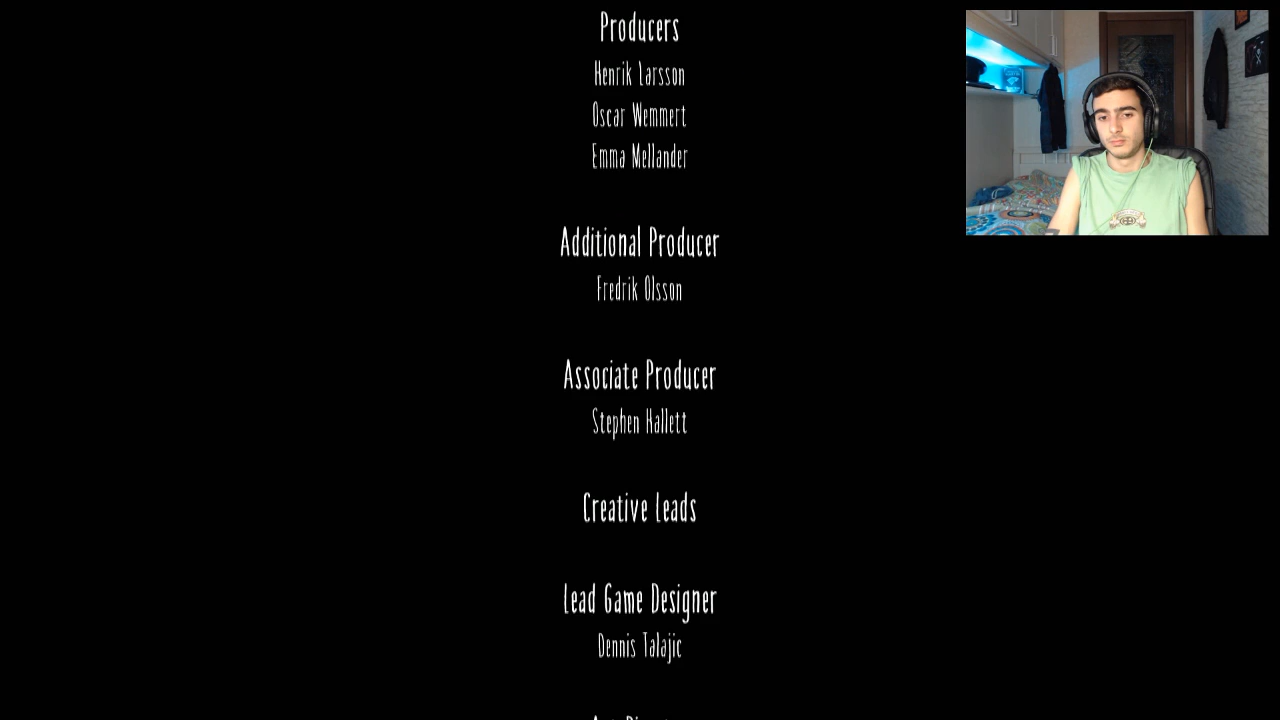 Producers
Henrik Larsson
Oscar Wemmert
Emma Mellander
Additional Producer
Fredrik Olsson
Associate Producer
Stephen Hallett
Creative Leads
Lead Game Designer
Dennis Talajic